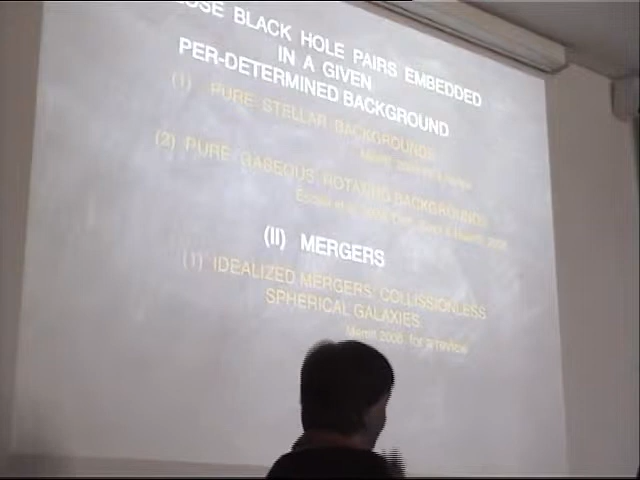 BLACK HOLE PAIRS EMBEDDED
IN A GIVEN
PER-DETERMINED BACKGROUND
(1) PURE STELLAR BACKGROUNDS
(2) PURE GASEOUS ROTATING BACKGROUNDS
(II) MERGERS
(1) IDEALIZED MERGERS: COLLISIONLESS
SPHERICAL GALAXIES
Merritt 2006 for a review